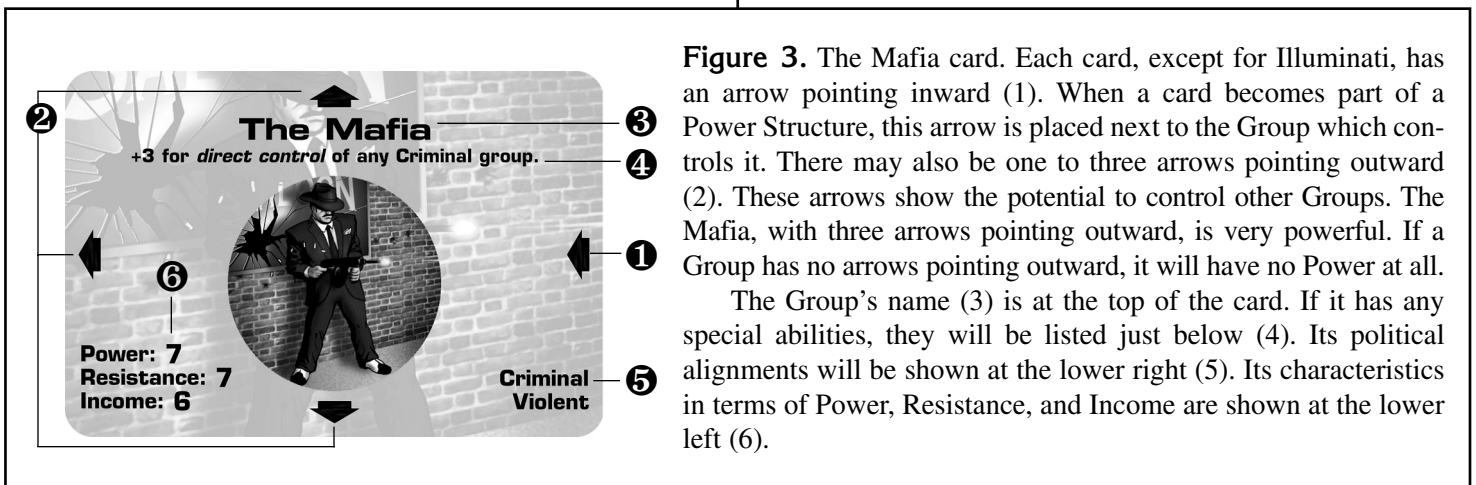 ❷
The Mafia
❸
+3 for direct control of any Criminal group.
❹
❶
❻
Power: 7
Resistance: 7
Income: 6
Criminal
Violent
❺
Figure 3. The Mafia card. Each card, except for Illuminati, has
an arrow pointing inward (1). When a card becomes part of a
Power Structure, this arrow is placed next to the Group which con-
trols it. There may also be one to three arrows pointing outward
(2). These arrows show the potential to control other Groups. The
Mafia, with three arrows pointing outward, is very powerful. If a
Group has no arrows pointing outward, it will have no Power at all.
The Group’s name (3) is at the top of the card. If it has any
special abilities, they will be listed just below (4). Its political
alignments will be shown at the lower right (5). Its characteristics
in terms of Power, Resistance, and Income are shown at the lower
left (6).